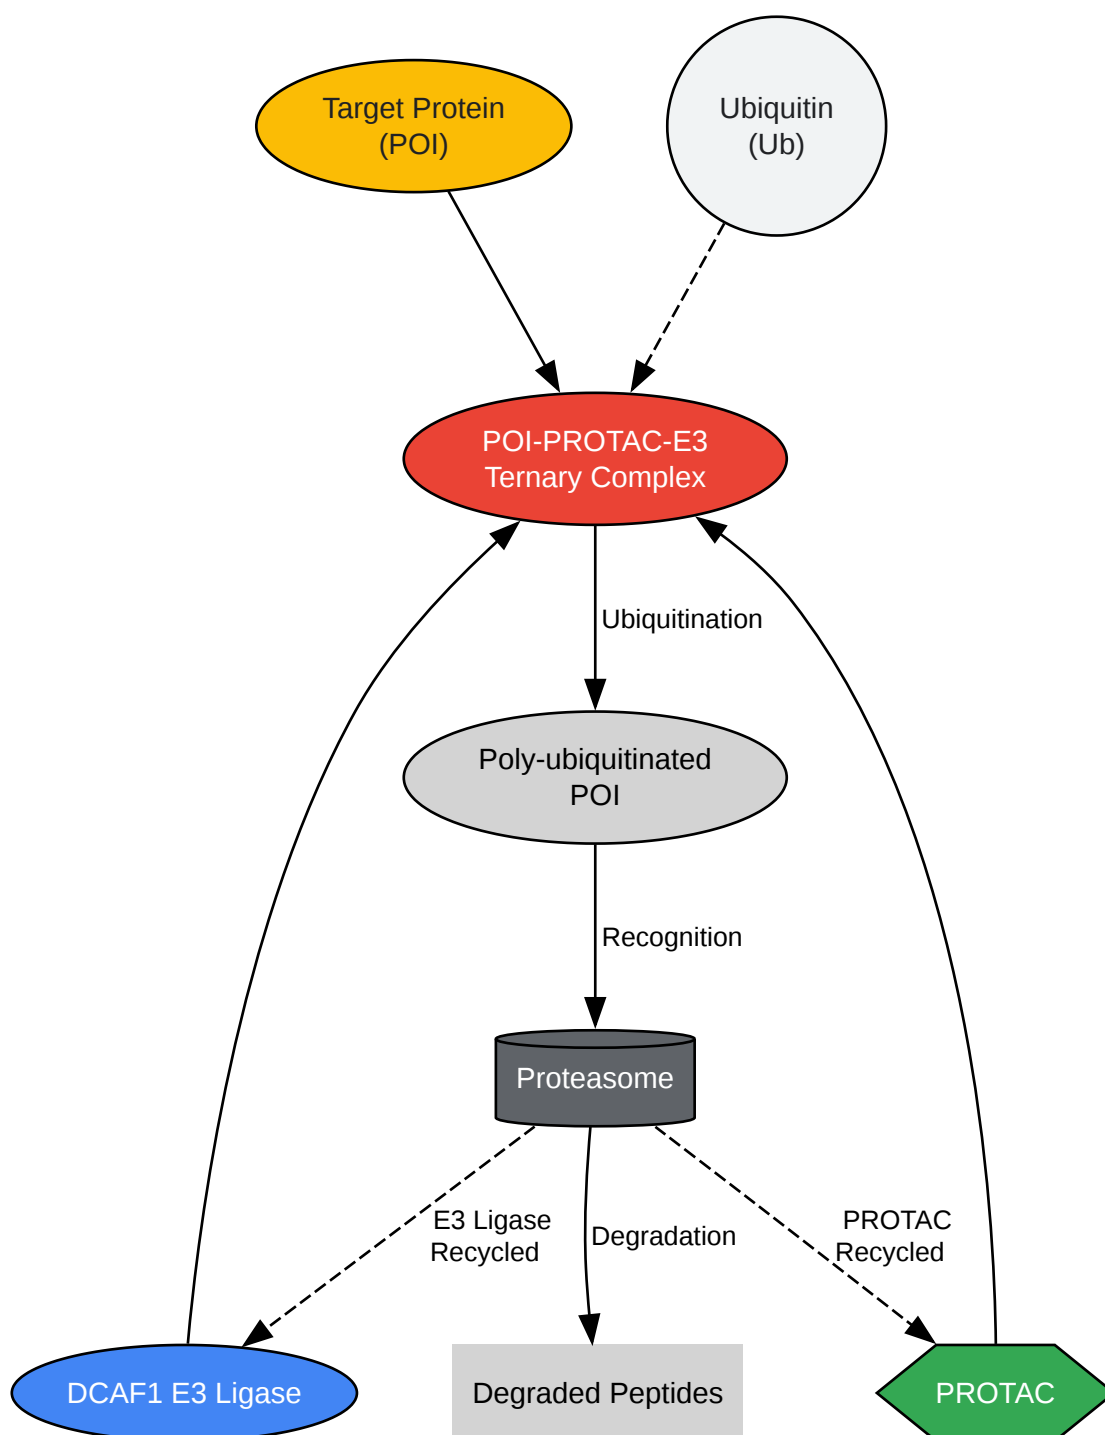 Target Protein
(POI)
Ubiquitin
(Ub)
POI-PROTAC-E3
Ternary Complex
Ubiquitination
Poly-ubiquitinated
POI
Recognition
Proteasome
E3 Ligase
Recycled
Degradation
PROTAC
Recycled
DCAF1 E3 Ligase
Degraded Peptides
PROTAC